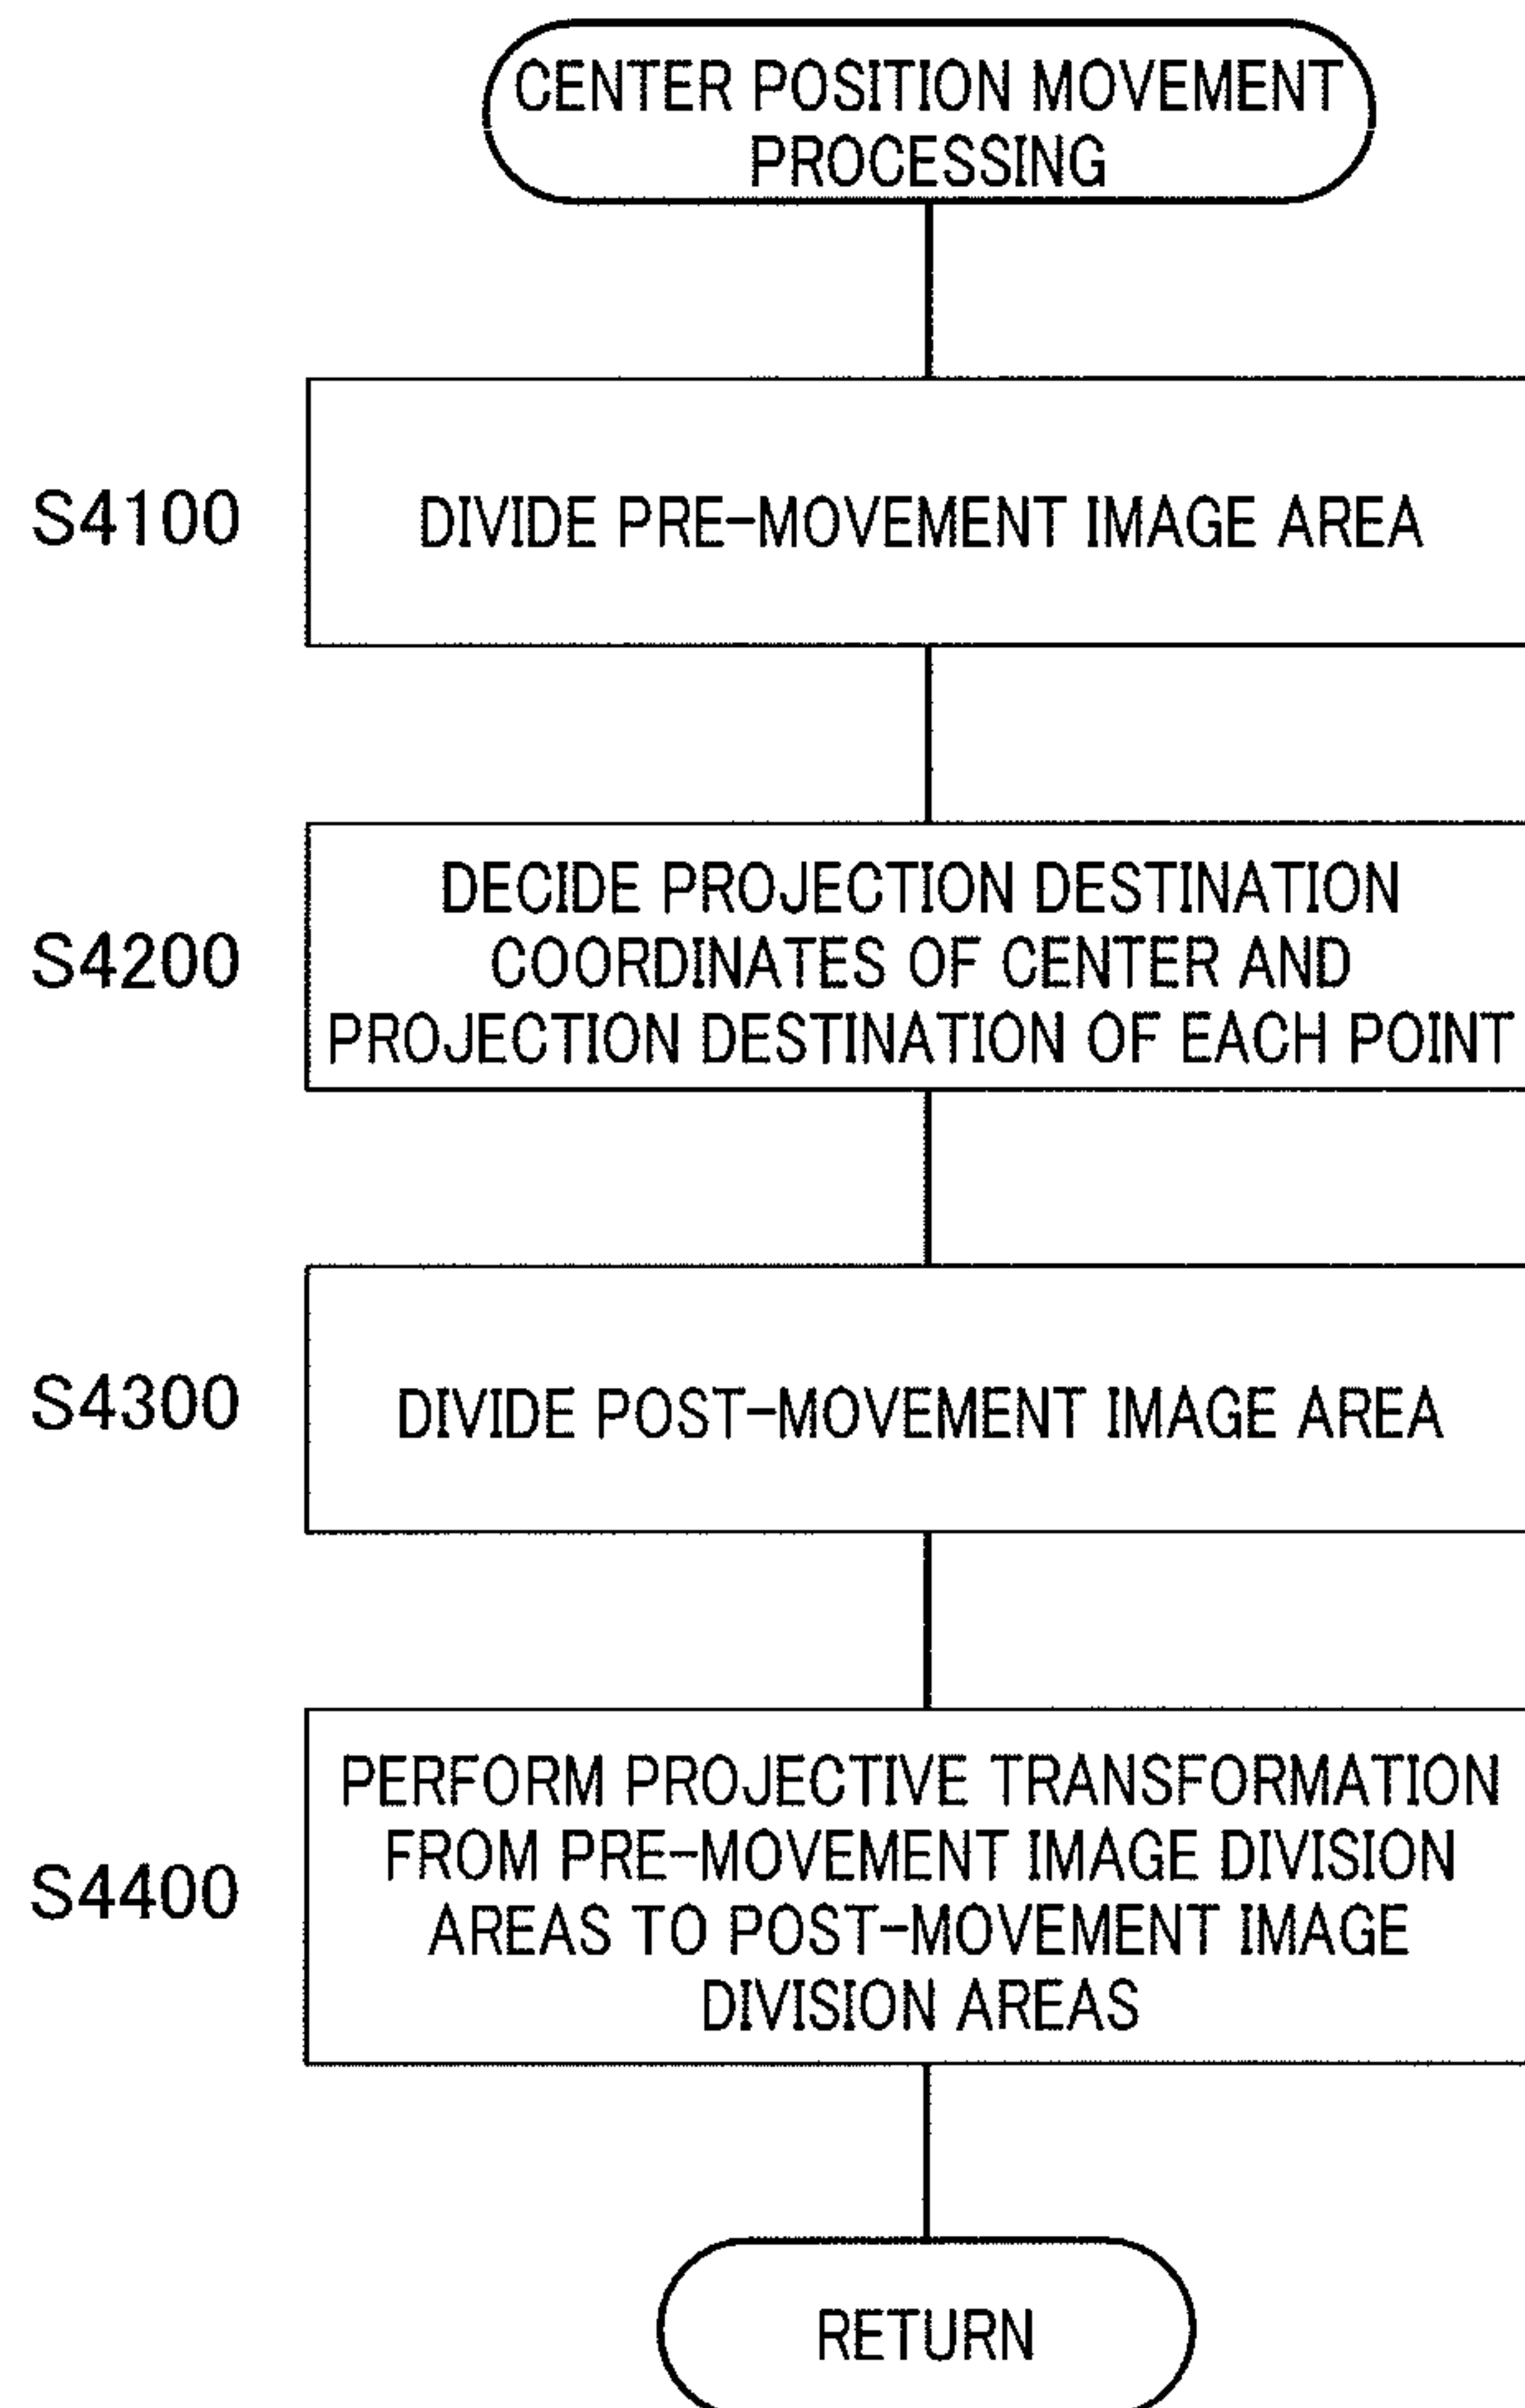 CENTER POSITION MOVEMENT
PROCESSING
S4100
DIVIDE PRE-MOVEMENT IMAGE AREA
S4200
DECIDE PROJECTION DESTINATION
COORDINATES OF CENTER AND
PROJECTION DESTINATION OF EACH POINT
S4300
DIVIDE POST-MOVEMENT IMAGE AREA
S4400
PERFORM PROJECTIVE TRANSFORMATION
FROM PRE-MOVEMENT IMAGE DIVISION
AREAS TO POST-MOVEMENT IMAGE
DIVISION AREAS
RETURN